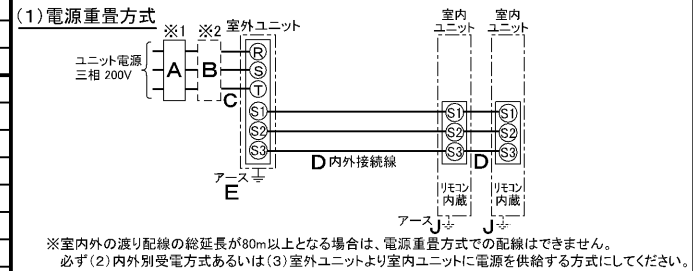 (1)電源重畳方式
※1 ※2 室外ユニット 室内ユニット 室内ユニット
ユニット電源
三相 200V
A B C
R
S
T
S1 S1 S1
S2 S2 S2
S3 S3 S3
D 内外接続線 D
アース
E
リモコン内蔵 リモコン内蔵
アース J J
※室内外の渡り配線の総延長が80m以上となる場合は、電源重畳方式での配線はできません。
必ず(2)内外別受電方式あるいは(3)室外ユニットより室内ユニットに電源を供給する方式にしてください。